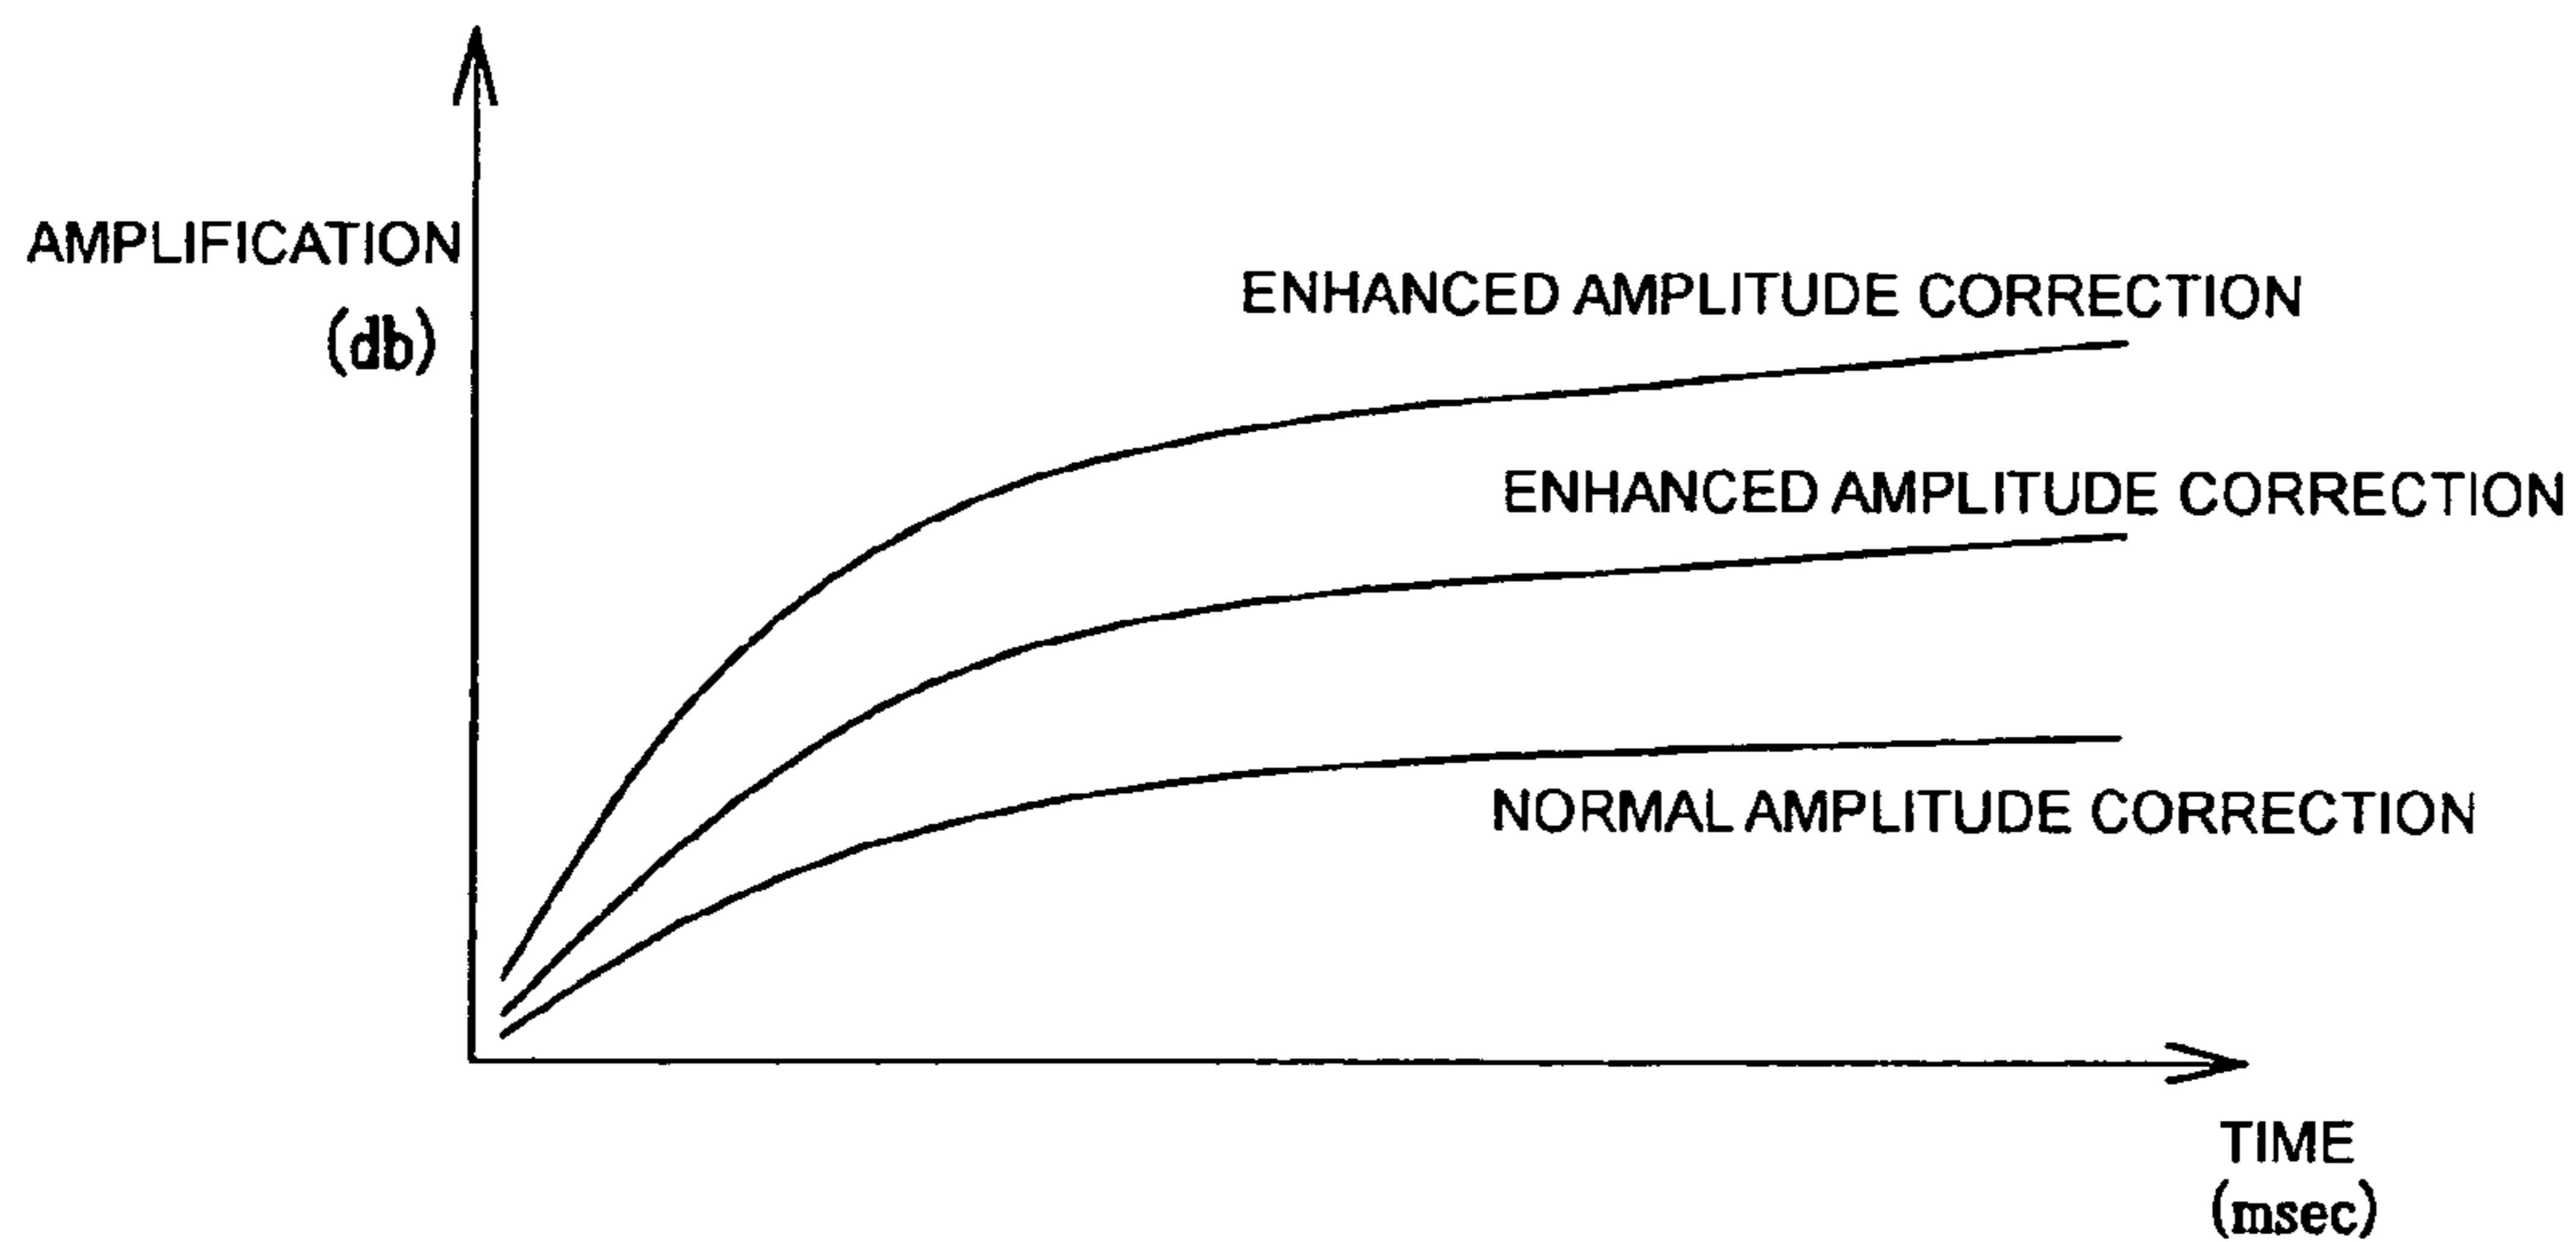 AMPLIFICATION
(db)
ENHANCED AMPLITUDE CORRECTION
ENHANCED AMPLITUDE CORRECTION
NORMAL AMPLITUDE CORRECTION
TIME
(msec)